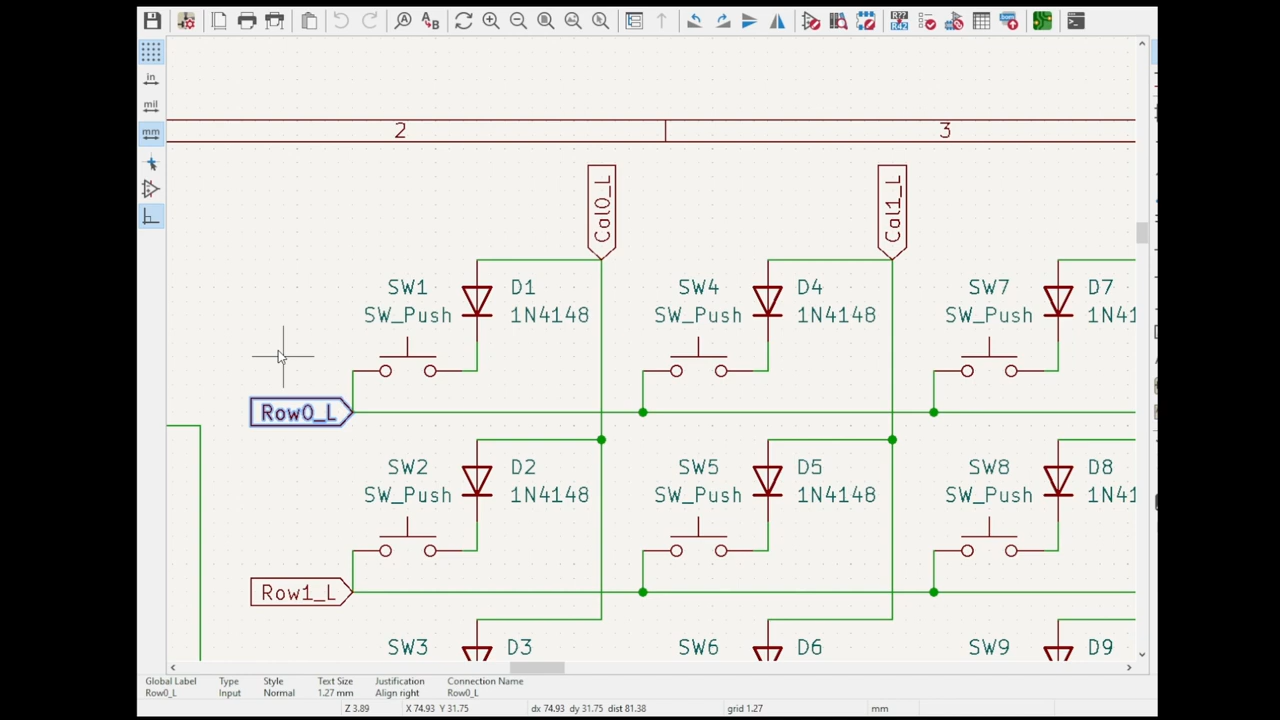 in
mil
mm
2 3
Col0_L Col1_L
SW1 D1 SW4 D4 SW7 D7
SW_Push 1N4148 SW_Push 1N4148 SW_Push 1N41
Row0_L
SW2 D2 SW5 D5 SW8 D8
SW_Push 1N4148 SW_Push 1N4148 SW_Push 1N41
Row1_L
SW3 D3 SW6 D6 SW9 D9
Global Label Type Style Text Size Justification Connection Name
Row0_L Input Normal 1.27 mm Align right Row0_L
Z 3.89 X 74.93 Y 31.75 dx 74.93 dy 31.75 dist 81.38 grid 1.27 mm